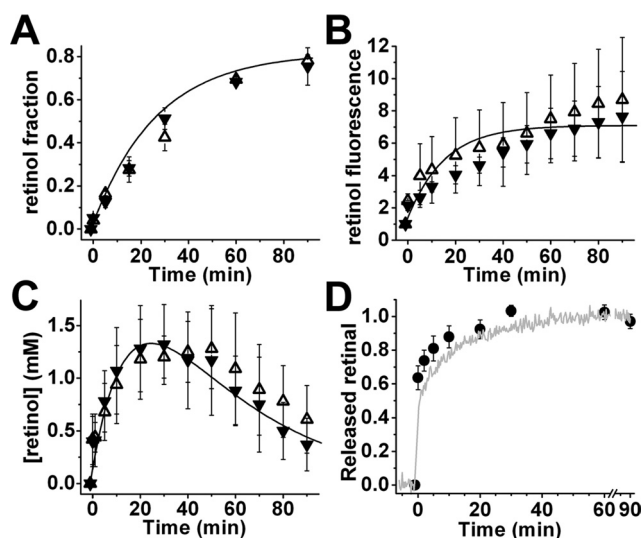 A
retinol fraction
0.8
0.6
0.4
0.2
0.0
0 20 40 60 80
Time (min)
B
retinol fluorescence
12
10
8
6
4
2
0
0 20 40 60 80
Time (min)
C
[retinol] (mM)
1.5
1.0
0.5
0.0
0 20 40 60 80
Time (min)
D
Released retinal
1.0
0.8
0.6
0.4
0.2
0.0
0 20 40 60 90
Time (min)